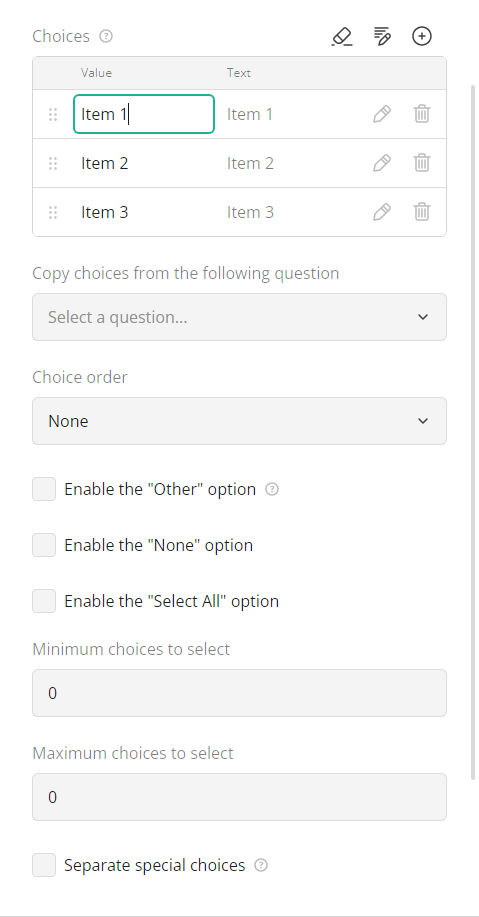 Choices
Value Text
Item 1 Item 1
Item 2 Item 2
Item 3 Item 3
Copy choices from the following question
Select a question...
Choice order
None
Enable the "Other" option
Enable the "None" option
Enable the "Select All" option
Minimum choices to select
0
Maximum choices to select
0
Separate special choices